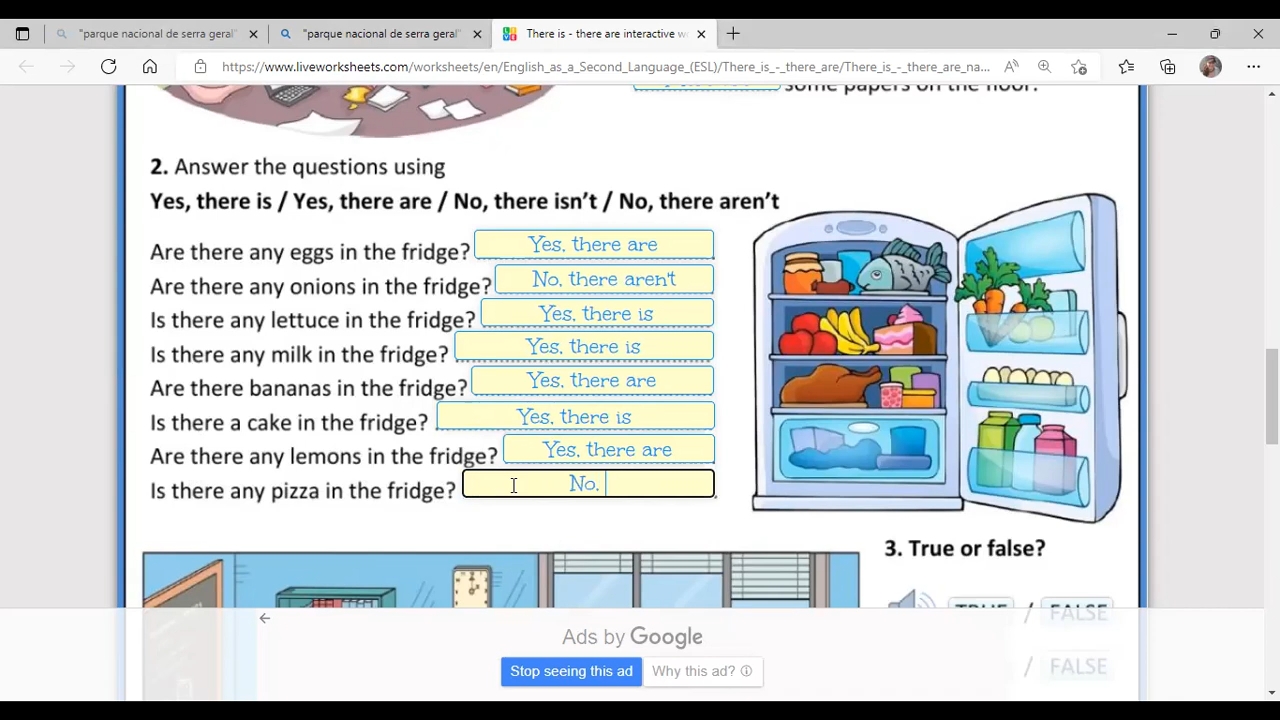 "parque nacional de serra geral"
"parque nacional de serra geral"
There is - there are interactive wo
https://www.liveworksheets.com/worksheets/en/English_as_a_Second_Language_(ESL)/There_is_-_there_are/There_is_-_there_are_na...
some papers on the floor?
2. Answer the questions using
Yes, there is / Yes, there are / No, there isn't / No, there aren't
Are there any eggs in the fridge? Yes, there are
Are there any onions in the fridge? No, there aren't
Is there any lettuce in the fridge? Yes, there is
Is there any milk in the fridge? Yes, there is
Are there bananas in the fridge? Yes, there are
Is there a cake in the fridge? Yes, there is
Are there any lemons in the fridge? Yes, there are
Is there any pizza in the fridge? No,
3. True or false?
TRUE / FALSE
/ FALSE
Ads by Google
Stop seeing this ad
Why this ad?